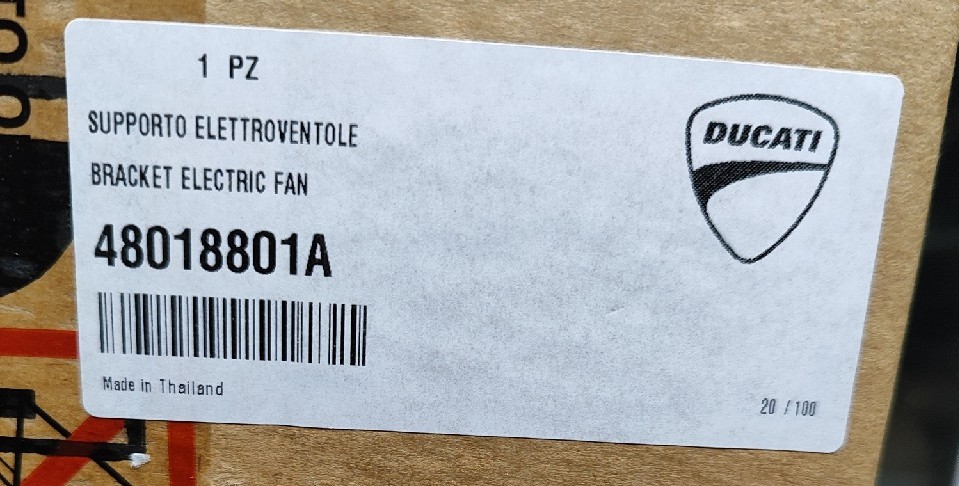 1 PZ
SUPPORTO ELETTROVENTOLE
BRACKET ELECTRIC FAN
48018801A
Made in Thailand
DUCATI
20 / 100